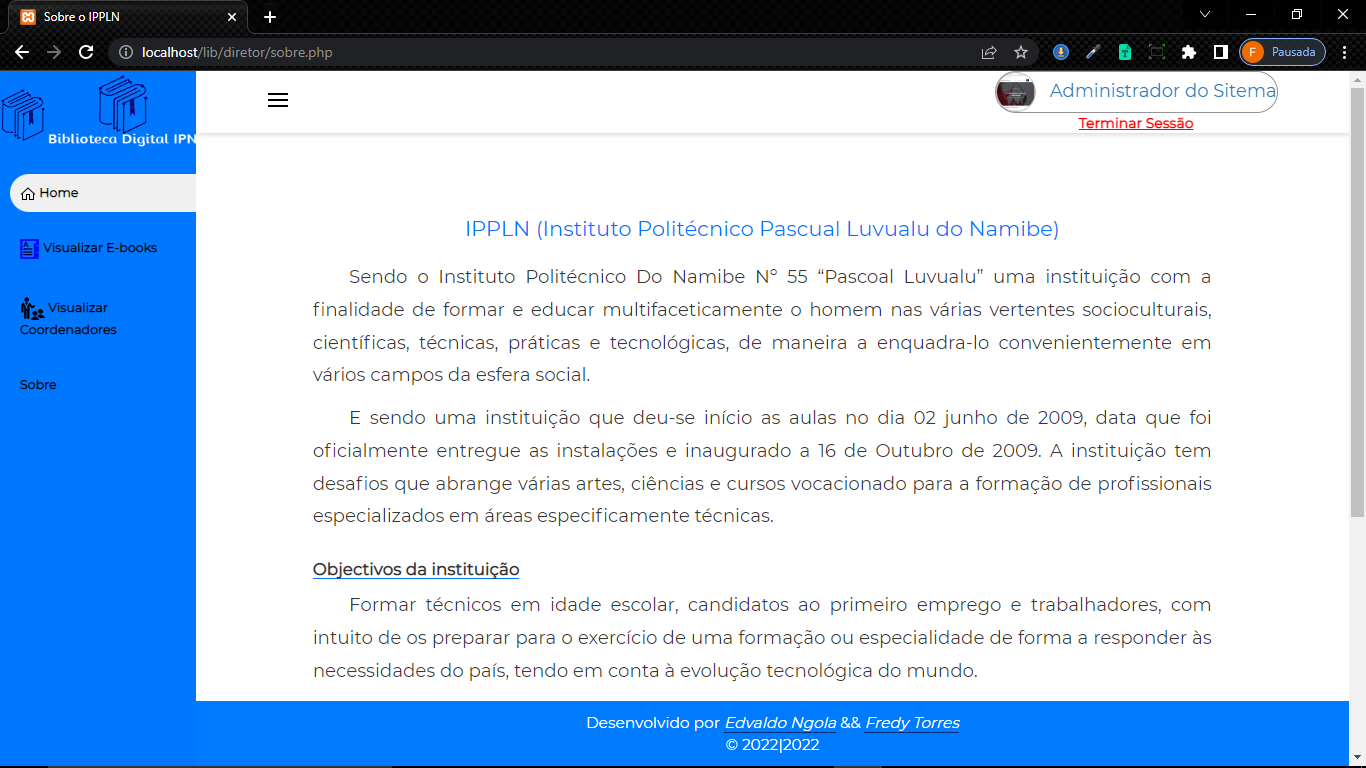 Sobre o IPPLN
localhost/lib/diretor/sobre.php
F Pausada
Biblioteca Digital IPN
Administrador do Sitema
Terminar Sessão
Home
Visualizar E-books
Visualizar
Coordenadores
Sobre
IPPLN (Instituto Politécnico Pascual Luvualu do Namibe)
Sendo o Instituto Politécnico Do Namibe Nº 55 “Pascoal Luvualu” uma instituição com a
finalidade de formar e educar multifaceticamente o homem nas várias vertentes socioculturais,
científicas, técnicas, práticas e tecnológicas, de maneira a enquadra-lo convenientemente em
vários campos da esfera social.
E sendo uma instituição que deu-se início as aulas no dia 02 junho de 2009, data que foi
oficialmente entregue as instalações e inaugurado a 16 de Outubro de 2009. A instituição tem
desafios que abrange várias artes, ciências e cursos vocacionado para a formação de profissionais
especializados em áreas especificamente técnicas.
Objectivos da instituição
Formar técnicos em idade escolar, candidatos ao primeiro emprego e trabalhadores, com
intuito de os preparar para o exercício de uma formação ou especialidade de forma a responder às
necessidades do país, tendo em conta à evolução tecnológica do mundo.
Desenvolvido por Edvaldo Ngola && Fredy Torres
© 2022|2022